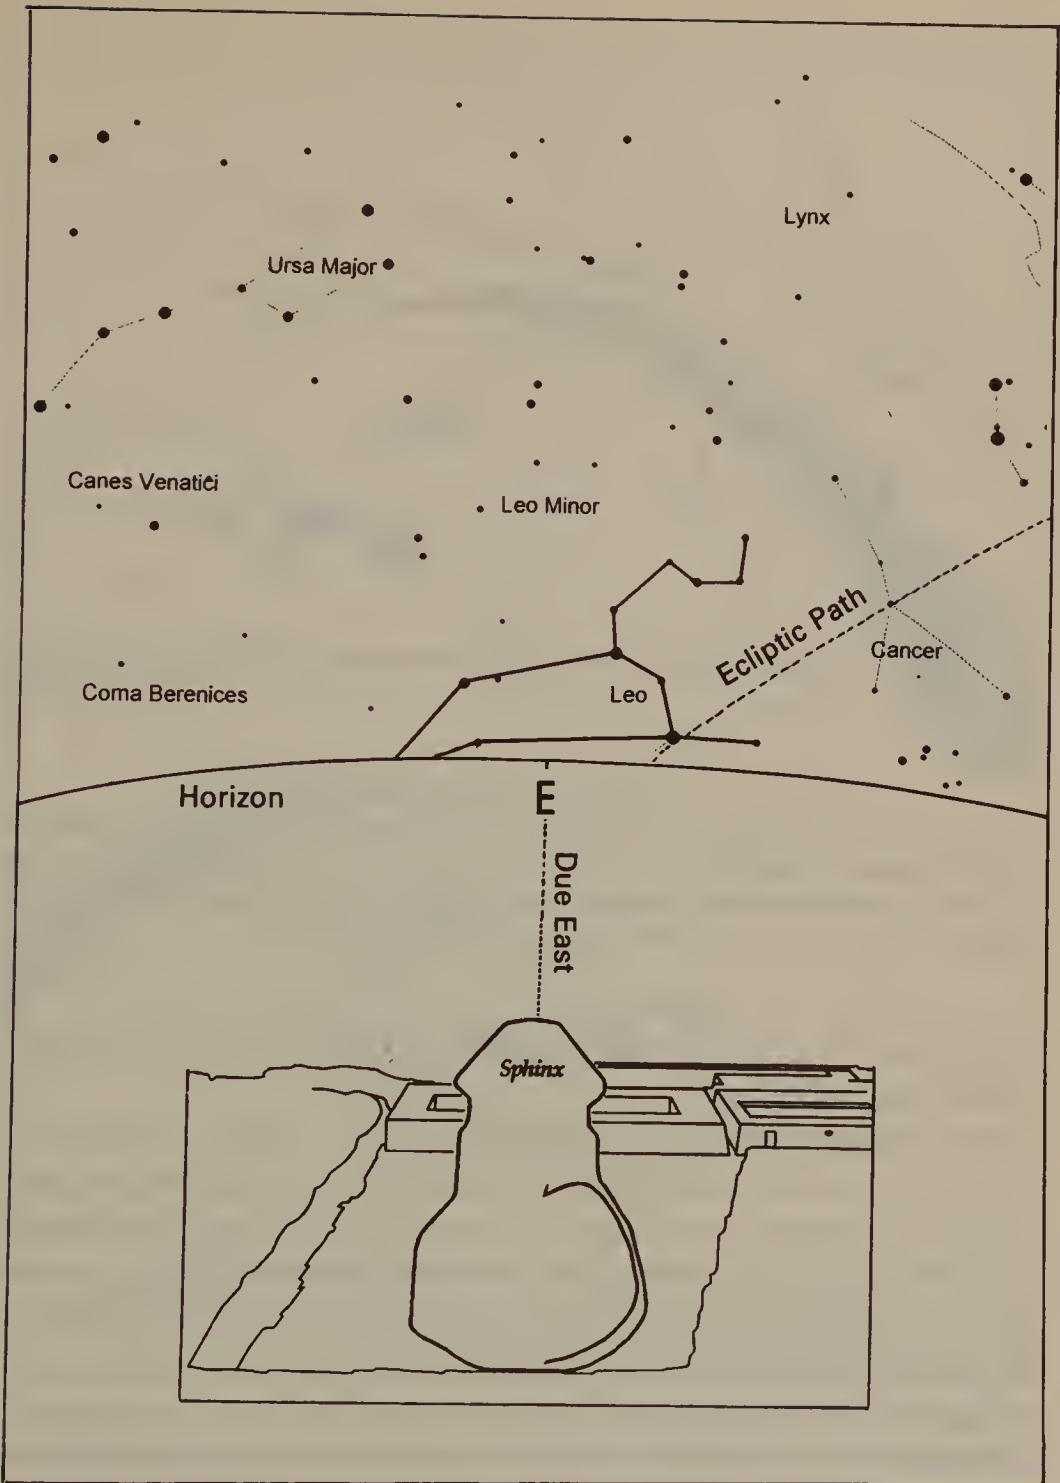 Lynx
Ursa Major
Canes Venatici
Leo Minor
Ecliptic Path
Cancer
Leo
Coma Berenices
Horizon
E
Due East
Sphinx